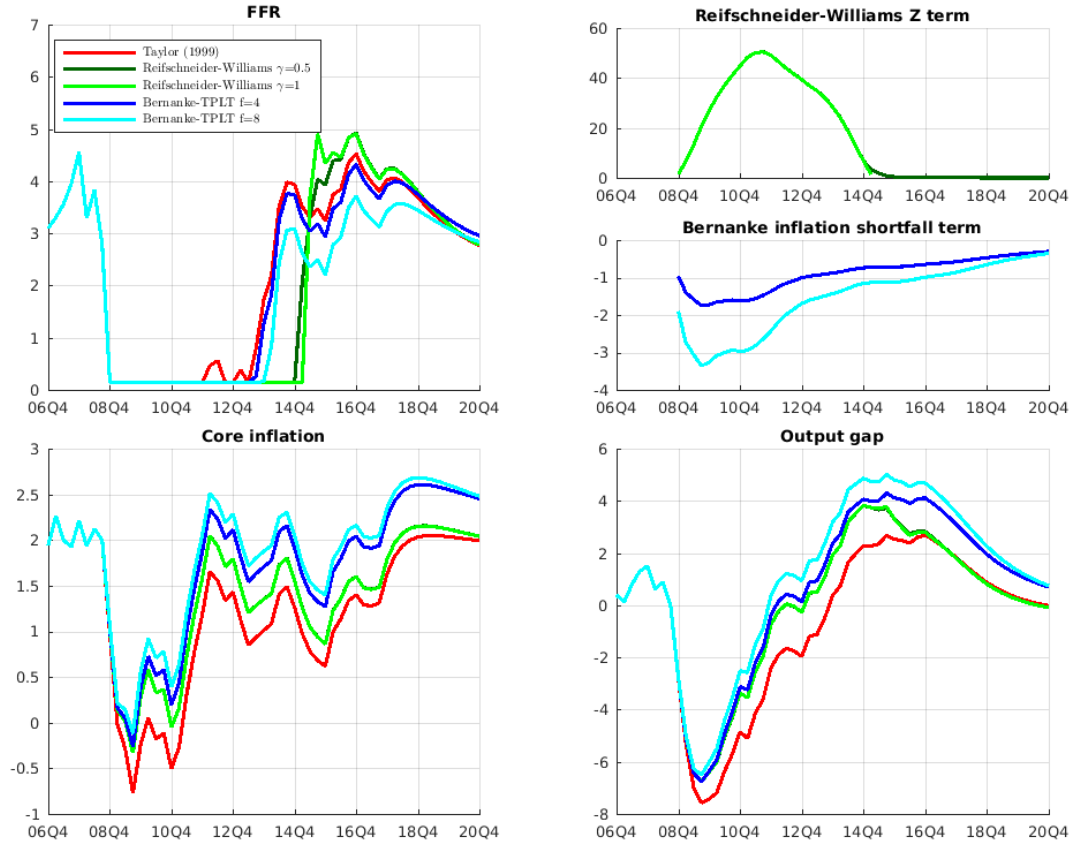 FFR
7
6
5
4
3
2
1
0
06Q4 08Q4 10Q4 12Q4 14Q4 16Q4 20Q4
Taylor (1999)
Reifschneider-Williams γ=0.5
Reifschneider-Williams γ=1
Bernanke-TPLT f=4
Bernanke-TPLT f=8
Reifschneider-Williams Z term
60
40
20
0
06Q4 08Q4 10Q4 12Q4 14Q4 16Q4 20Q4
Bernanke inflation shortfall term
0
-1
-2
-3
-4
06Q4 08Q4 10Q4 12Q4 14Q4 16Q4 20Q4
Core inflation
3
2.5
2
1.5
1
0.5
0
-0.5
-1
06Q4 08Q4 10Q4 12Q4 14Q4 16Q4 20Q4
Output gap
6
4
2
0
-2
-4
-6
-8
06Q4 08Q4 10Q4 12Q4 14Q4 16Q4 20Q4